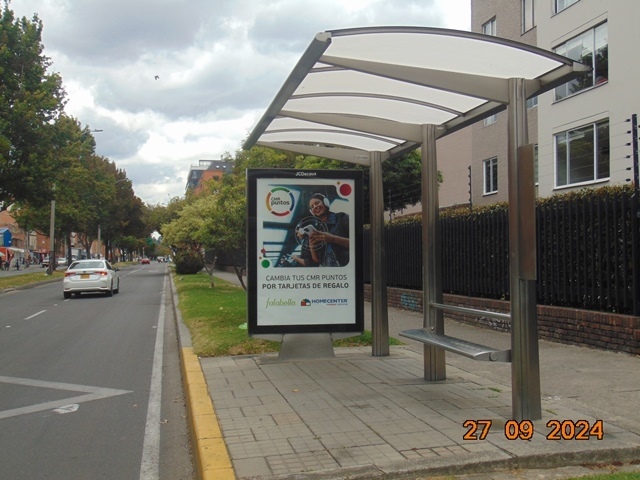 JCDecaux
CMR
puntos
CAMBIA TUS CMR PUNTOS
POR TARJETAS DE REGALO
falabella
HOMECENTER
27 09 2024